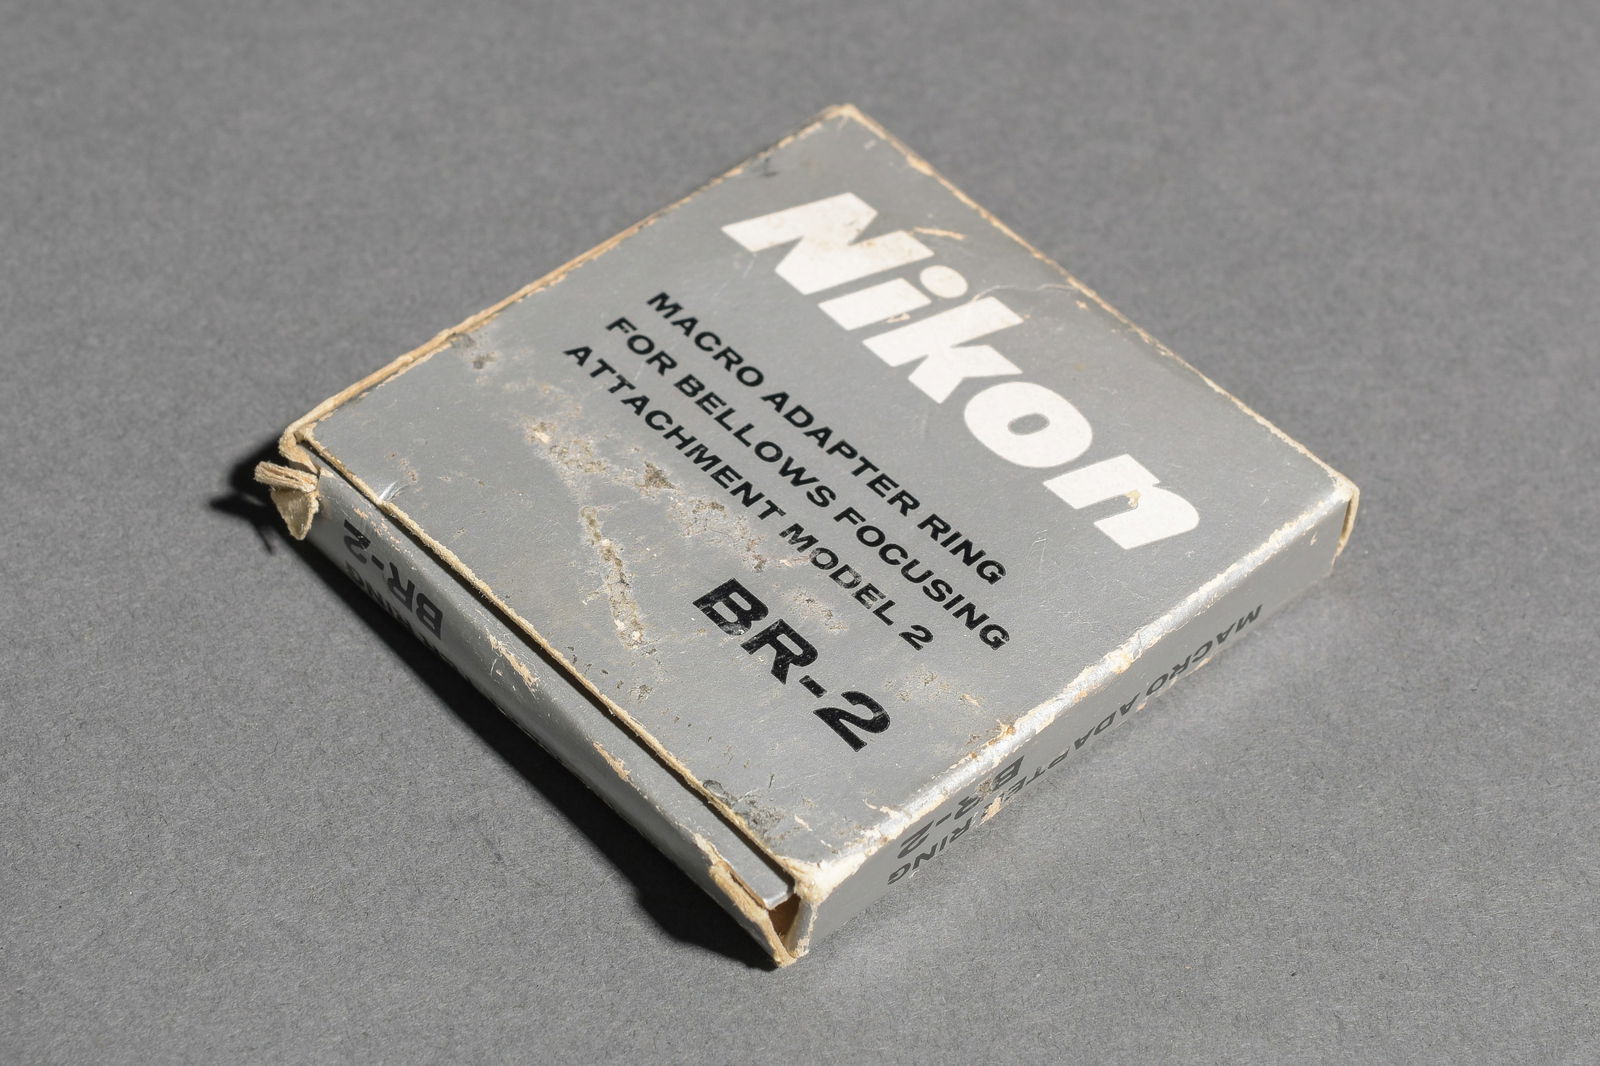 Nikon
MACRO ADAPTER RING
FOR BELLOWS FOCUSING
ATTACHMENT MODEL 2
BR-2
BR-2
RING
MACRO ADAPTER RING
BR-2